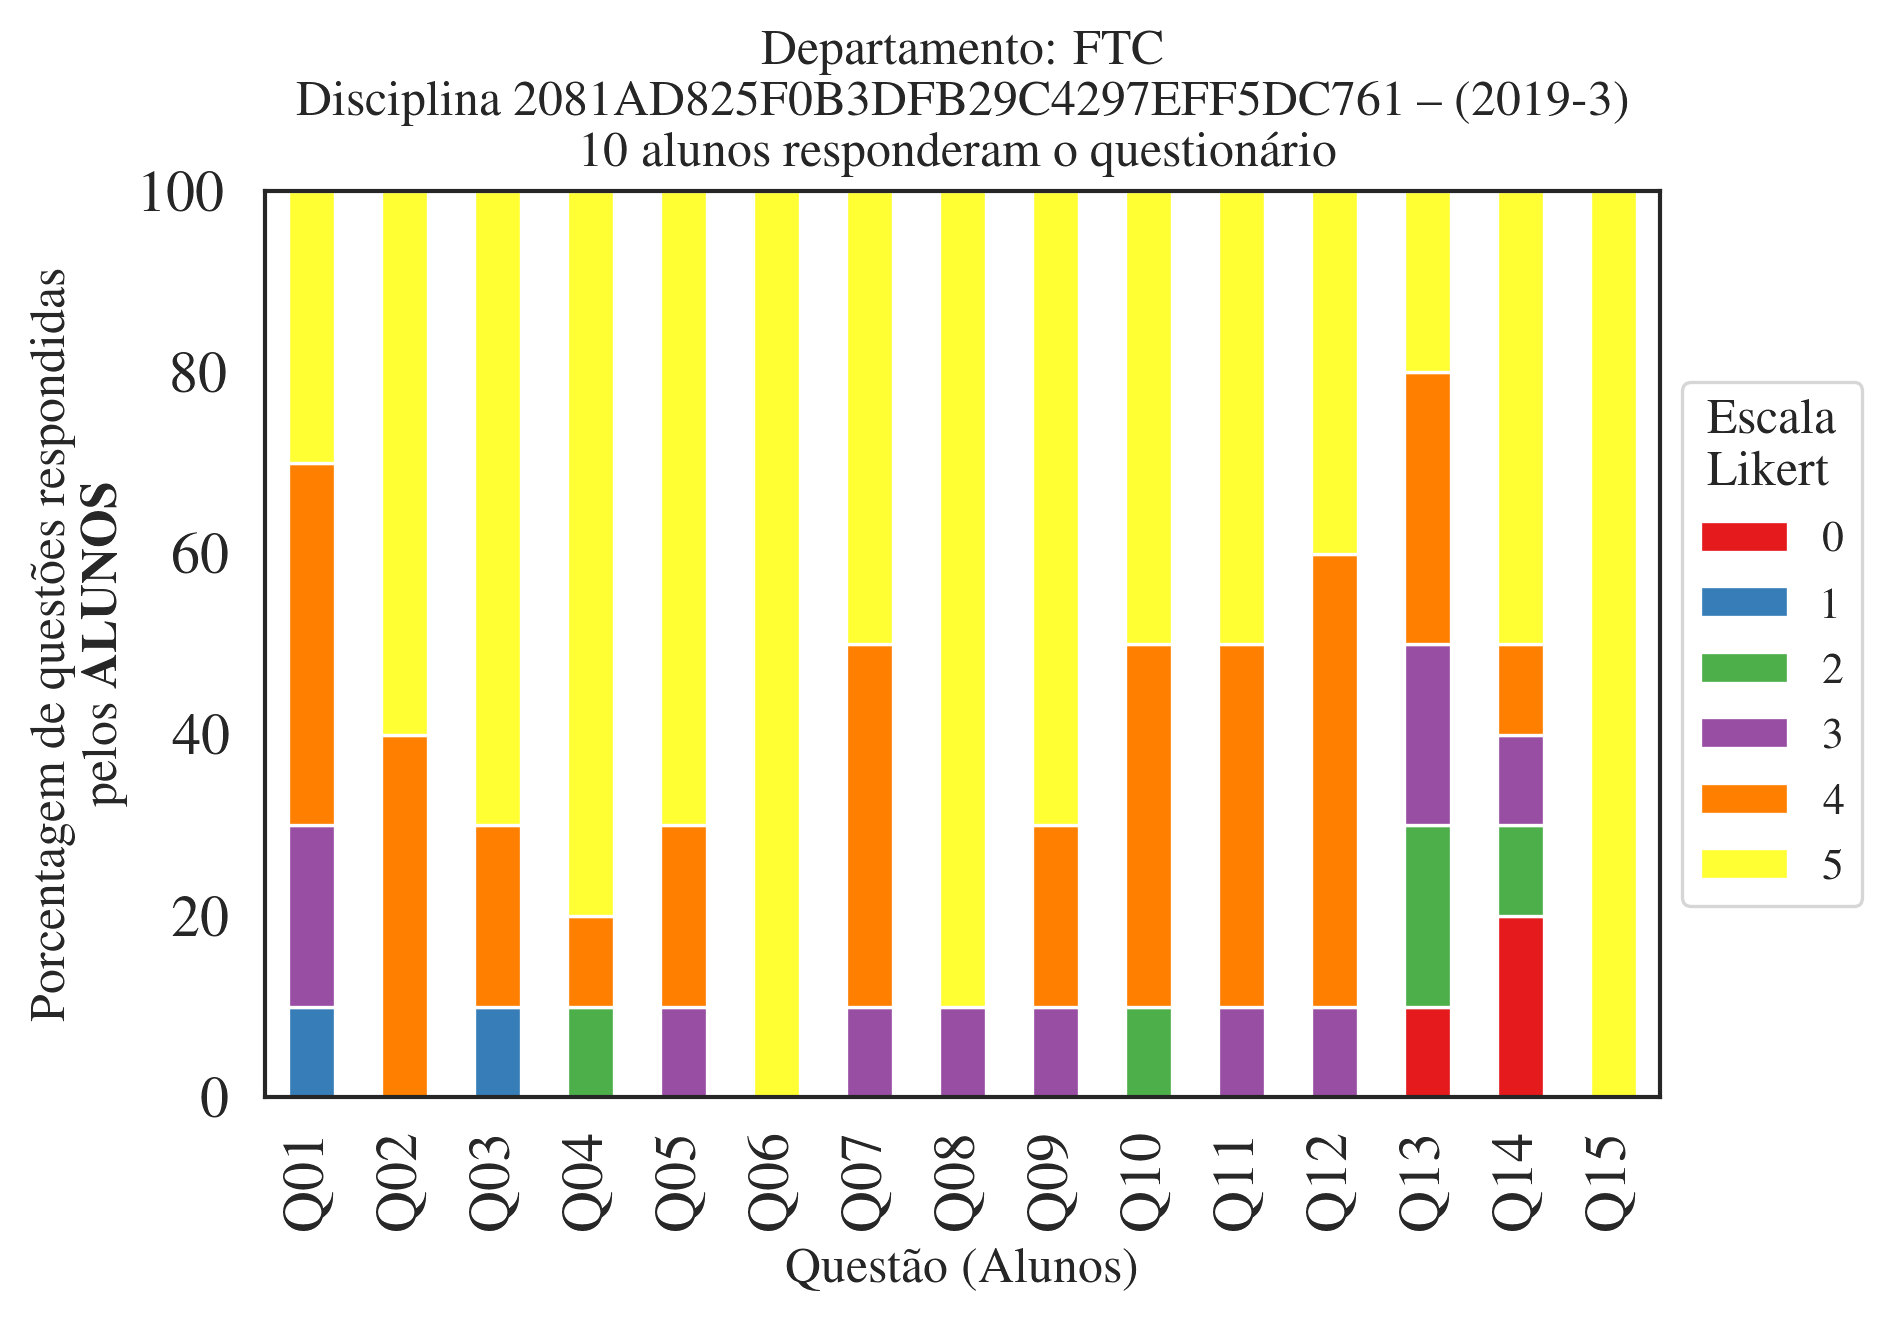 Departamento: FTC
Disciplina 2081AD825F0B3DFB29C4297EFF5DC761 – (2019-3)
10 alunos responderam o questionário
Porcentagem de questões respondidas
pelos ALUNOS
100
80
60
40
20
0
Q01
Q02
Q03
Q04
Q05
Q06
Q07
Q08
Q09
Q10
Q11
Q12
Q13
Q14
Q15
Questão (Alunos)
Escala
Likert
0
1
2
3
4
5